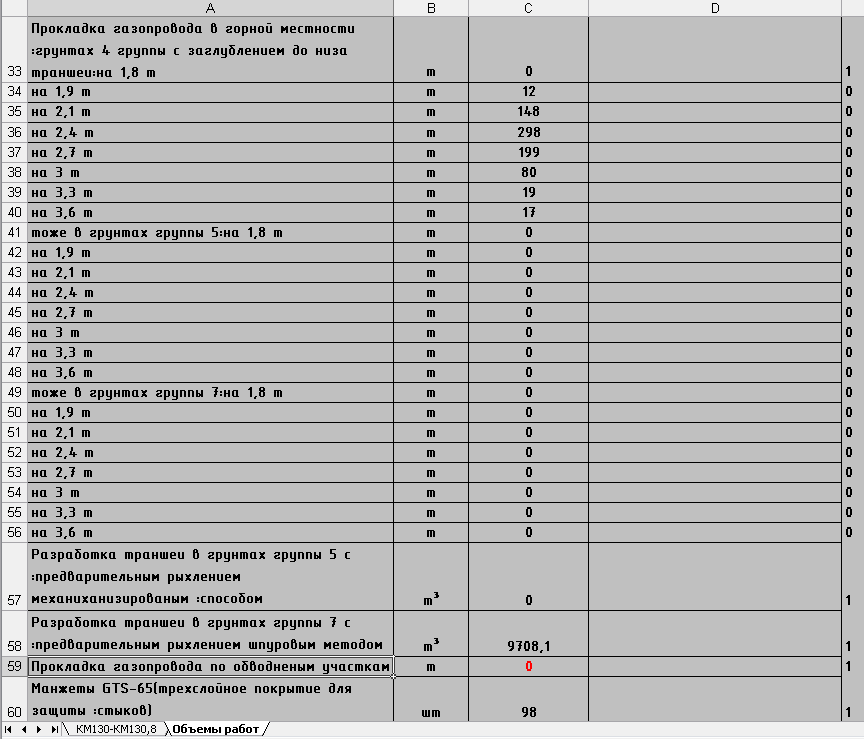 A B C D
Прокладка газопровода в горной местности
:грунтах 4 группы с заглублением до низа
33 траншеи:на 1,8 m m 0 1
34 на 1,9 m m 12 0
35 на 2,1 m m 148 0
36 на 2,4 m m 298 0
37 на 2,7 m m 199 0
38 на 3 m m 80 0
39 на 3,3 m m 19 0
40 на 3,6 m m 17 0
41 тоже в грунтах группы 5:на 1,8 m m 0 0
42 на 1,9 m m 0 0
43 на 2,1 m m 0 0
44 на 2,4 m m 0 0
45 на 2,7 m m 0 0
46 на 3 m m 0 0
47 на 3,3 m m 0 0
48 на 3,6 m m 0 0
49 тоже в грунтах группы 7:на 1,8 m m 0 0
50 на 1,9 m m 0 0
51 на 2,1 m m 0 0
52 на 2,4 m m 0 0
53 на 2,7 m m 0 0
54 на 3 m m 0 0
55 на 3,3 m m 0 0
56 на 3,6 m m 0 0
Разработка траншеи в грунтах группы 5 с
:предварительным рыхлением
57 механиханизированым :способом m³ 0 1
Разработка траншеи в грунтах группы 7 с
58 :предварительным рыхлением шпуровым методом m³ 9708,1 1
59 Прокладка газопровода по обводненым участкам m 0 1
Манжеты GTS-65(трехслойное покрытие для
60 защиты :стыков) шт 98 1
КМ130-КМ130,8 Объемы работ